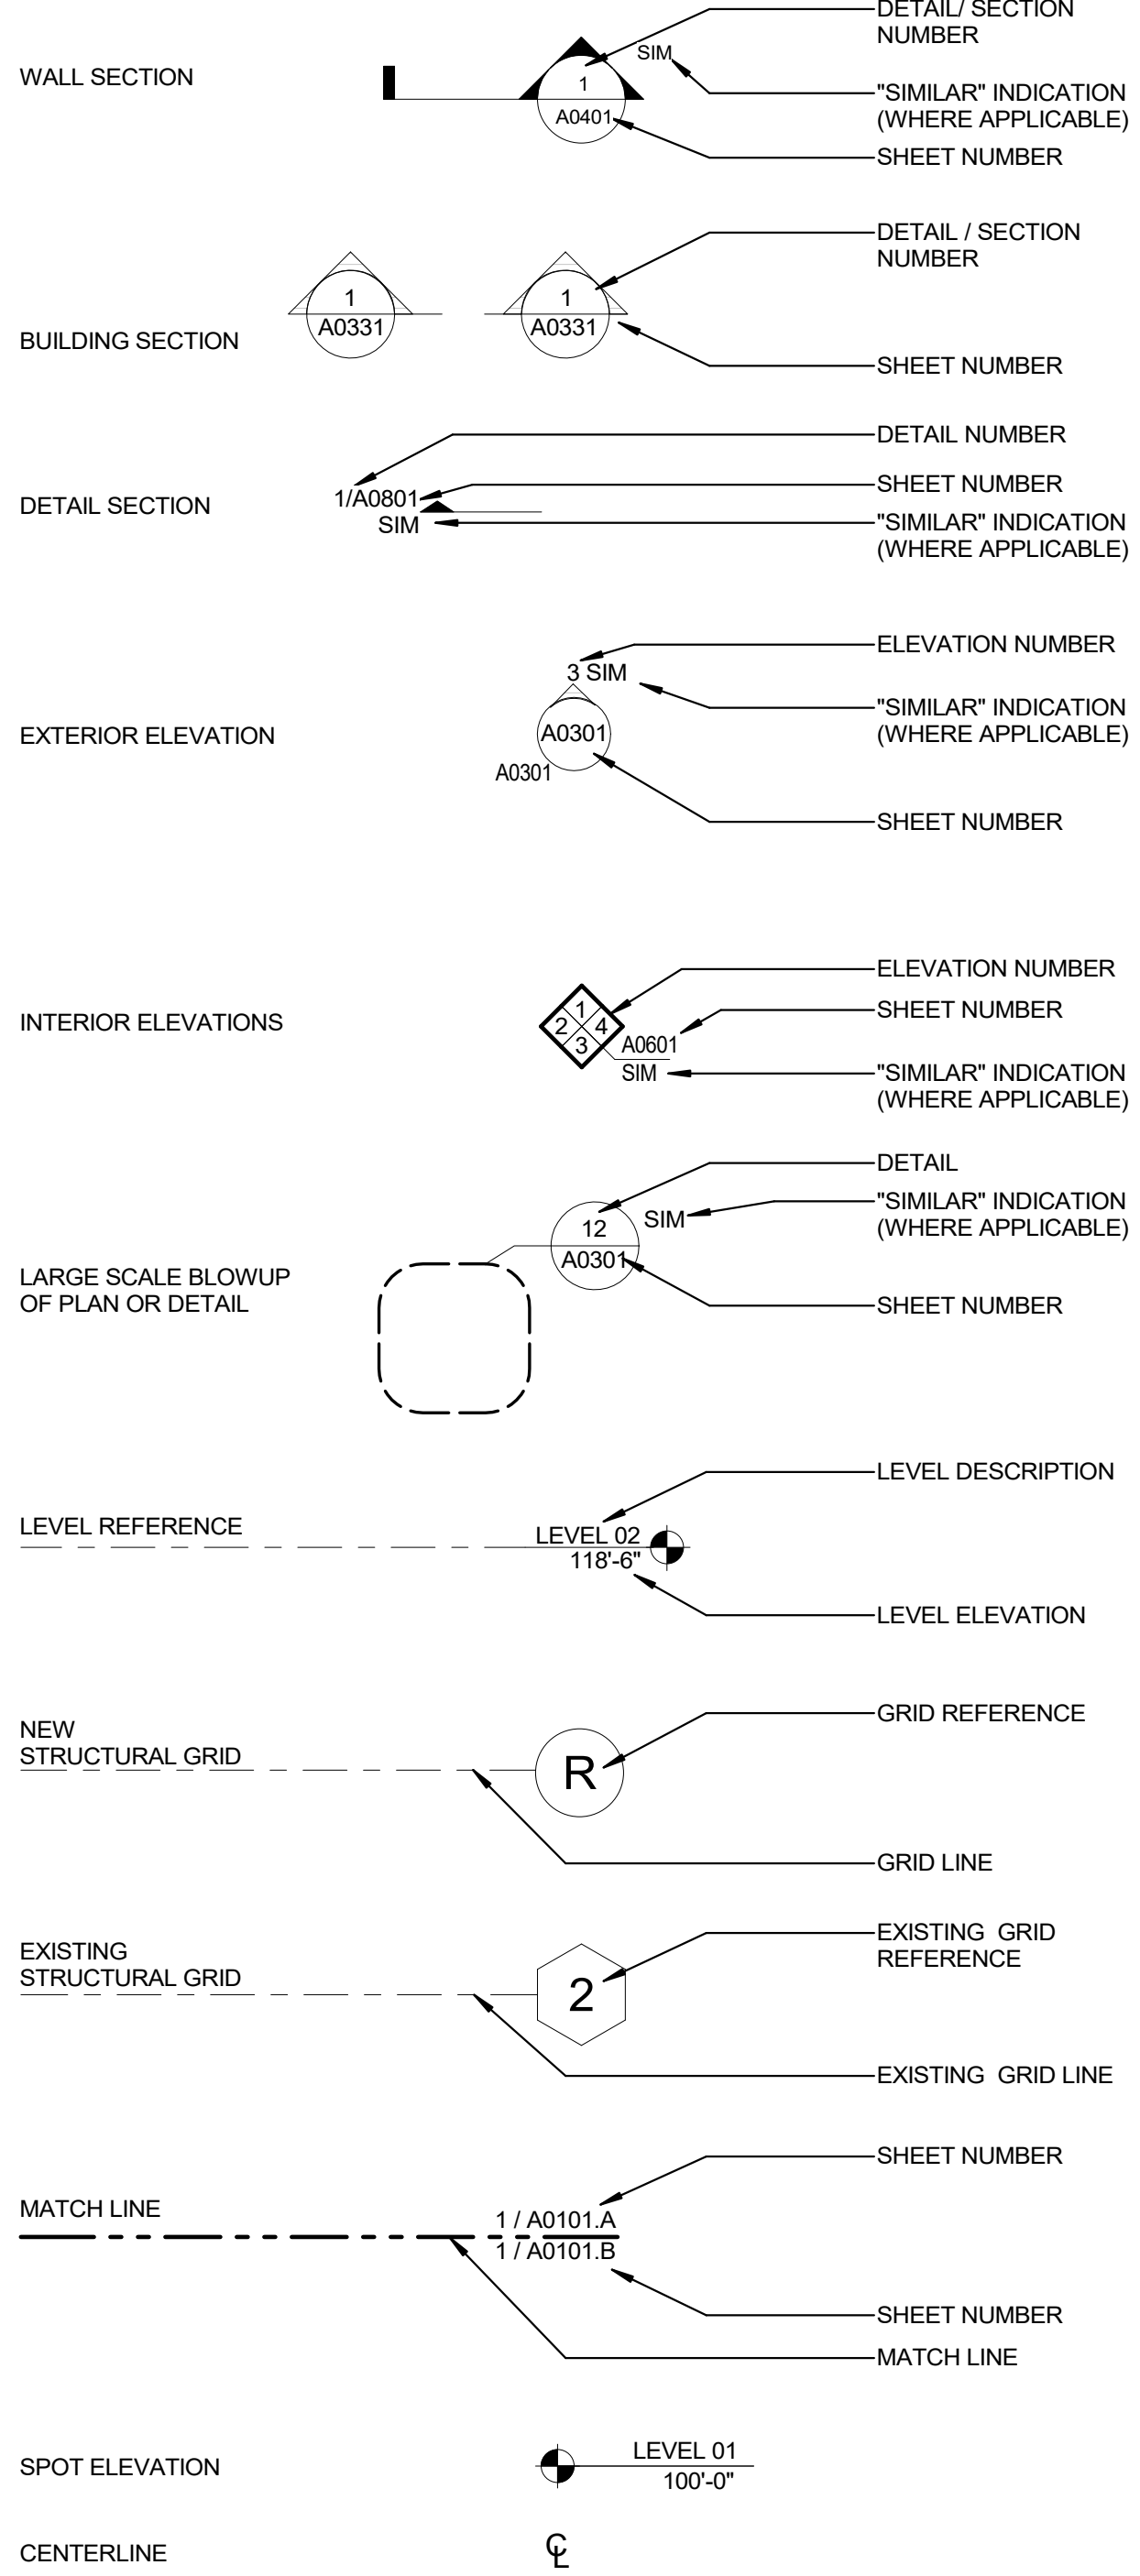 WALL SECTION
1
A0401
SIM
DETAIL/ SECTION
NUMBER
"SIMILAR" INDICATION
(WHERE APPLICABLE)
SHEET NUMBER
BUILDING SECTION
1
A0331
1
A0331
DETAIL / SECTION
NUMBER
SHEET NUMBER
DETAIL SECTION
1/A0801
SIM
DETAIL NUMBER
SHEET NUMBER
"SIMILAR" INDICATION
(WHERE APPLICABLE)
EXTERIOR ELEVATION
3 SIM
A0301
A0301
ELEVATION NUMBER
"SIMILAR" INDICATION
(WHERE APPLICABLE)
SHEET NUMBER
INTERIOR ELEVATIONS
1
2 4
3
A0601
SIM
ELEVATION NUMBER
SHEET NUMBER
"SIMILAR" INDICATION
(WHERE APPLICABLE)
LARGE SCALE BLOWUP
OF PLAN OR DETAIL
12
A0301
SIM
DETAIL
"SIMILAR" INDICATION
(WHERE APPLICABLE)
SHEET NUMBER
LEVEL REFERENCE
LEVEL 02
118'-6"
LEVEL DESCRIPTION
LEVEL ELEVATION
NEW
STRUCTURAL GRID
R
GRID REFERENCE
GRID LINE
EXISTING
STRUCTURAL GRID
2
EXISTING GRID
REFERENCE
EXISTING GRID LINE
MATCH LINE
1 / A0101.A
1 / A0101.B
SHEET NUMBER
SHEET NUMBER
MATCH LINE
SPOT ELEVATION
LEVEL 01
100'-0"
CENTERLINE
℄